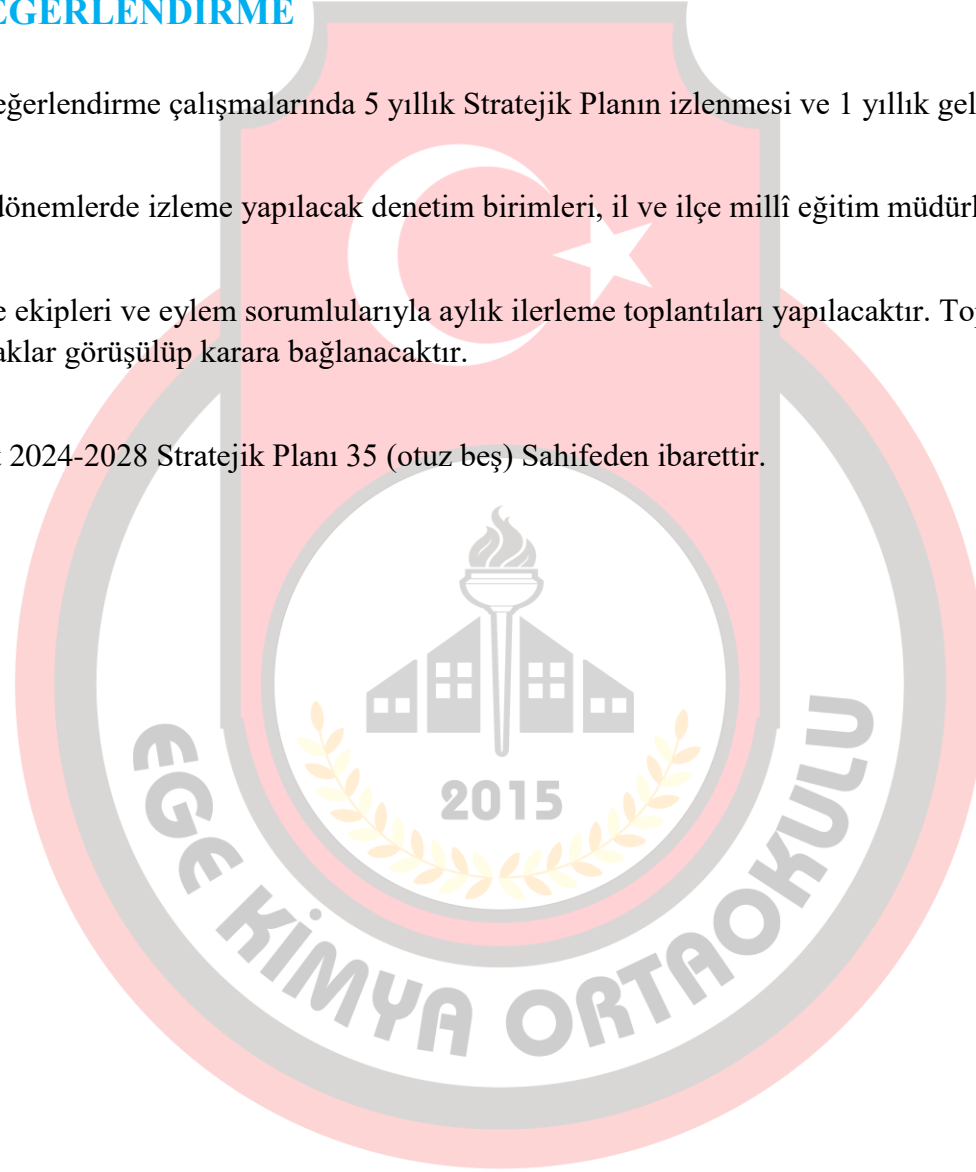 EĞERLENDİRME
eğerlendirme çalışmalarında 5 yıllık Stratejik Planın izlenmesi ve 1 yıllık gel
dönemlerde izleme yapılacak denetim birimleri, il ve ilçe millî eğitim müdürl
e ekipleri ve eylem sorumlularıyla aylık ilerleme toplantıları yapılacaktır. Top
aklar görüşülüp karara bağlanacaktır.
2024-2028 Stratejik Planı 35 (otuz beş) Sahifeden ibarettir.
2015
EGE KİMYA ORTAOKULU